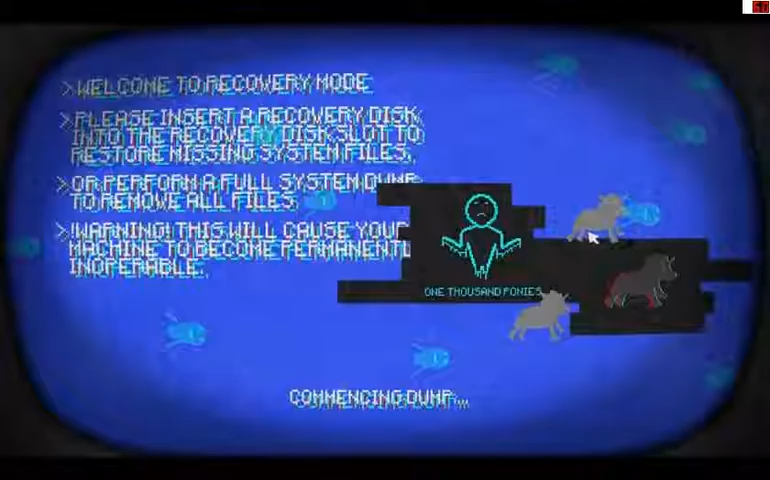 >WELCOME TO RECOVERY MODE
>PLEASE INSERT A RECOVERY DISK
INTO THE RECOVERY DISK SLOT TO
RESTORE MISSING SYSTEM FILES.
>OR PERFORM A FULL SYSTEM DUMP
TO REMOVE ALL FILES.
>!WARNING! THIS WILL CAUSE YOUR
MACHINE TO BECOME PERMANENTL
INOPERABLE.
ONE THOUSAND PONIES
COMMENCING DUMP...
60